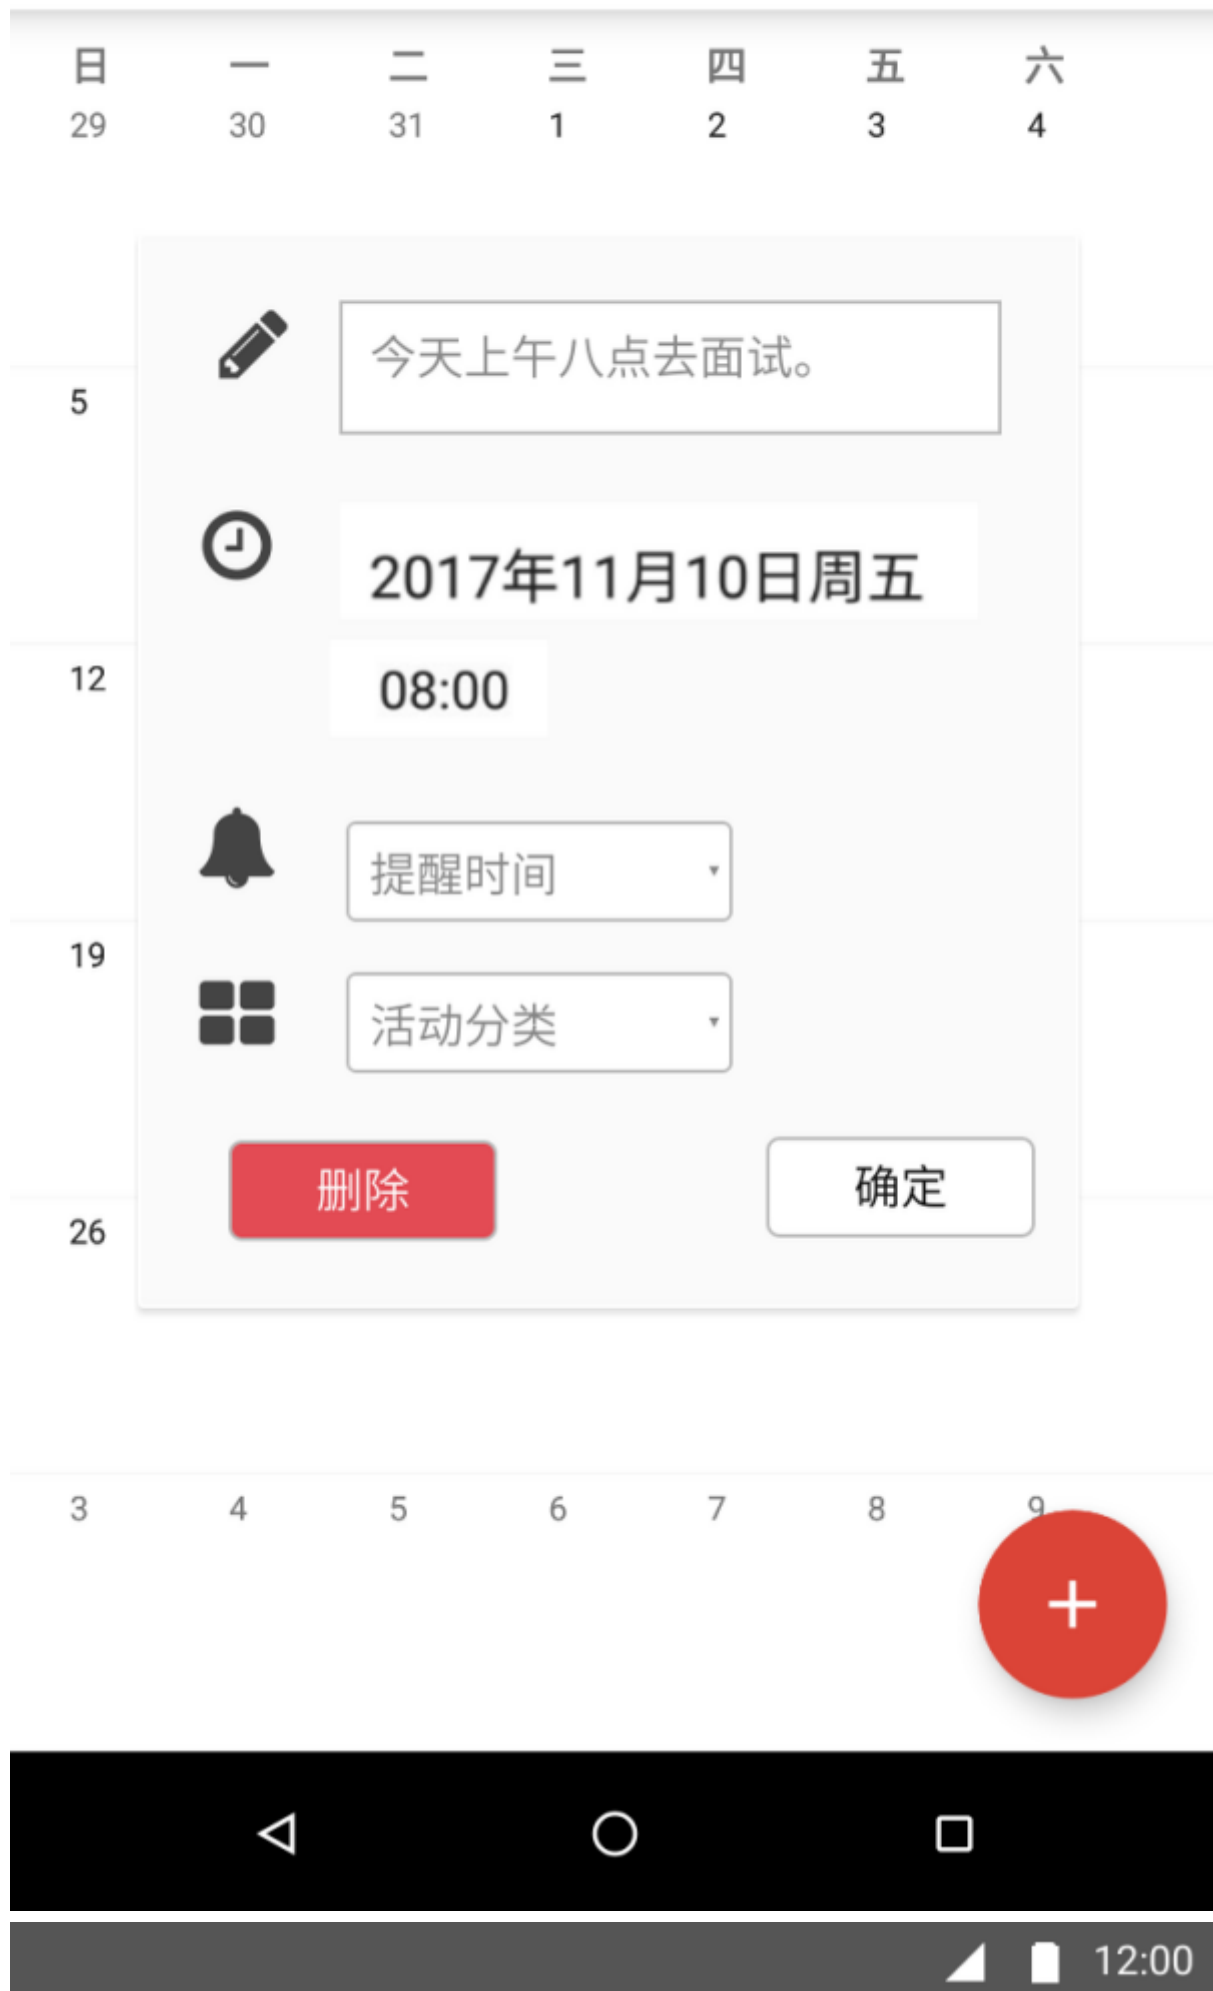 日 一 二 三 四 五 六
29 30 31 1 2 3 4
今天上午八点去面试。
5
2017年11月10日周五
12
08:00
提醒时间
19
活动分类
删除 确定
26
3 4 5 6 7 8 9
12:00